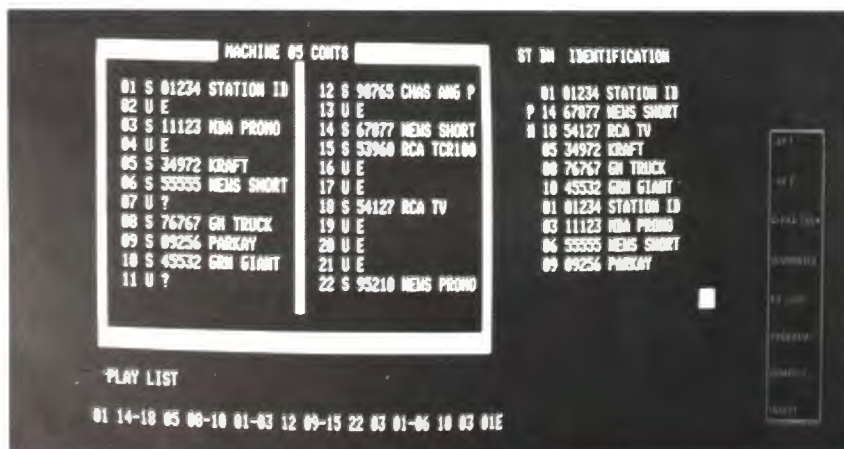 MACHINE 05 CONTS
01 S 01234 STATION ID
02 U E
03 S 11123 MDA PROMO
04 U E
05 S 34972 KRAFT
06 S 55555 NEWS SHORT
07 U ?
08 S 76767 GM TRUCK
09 S 09256 PARKAY
10 S 45532 GRN GIANT
11 U ?
12 S 98765 CHAS ANG P
13 U E
14 S 67877 NEWS SHORT
15 S 53960 RCA TCR100
16 U E
17 U E
18 S 54127 RCA TV
19 U E
20 U E
21 U E
22 S 95210 NEWS PROMO
ST BN IDENTIFICATION
01 01234 STATION ID
P 14 67877 NEWS SHORT
18 54127 RCA TV
05 34972 KRAFT
08 76767 GM TRUCK
10 45532 GRN GIANT
01 01234 STATION ID
03 11123 MDA PROMO
06 55555 NEWS SHORT
09 09256 PARKAY
PLAY LIST
01 14-18 05 08-10 01-03 12 09-15 22 03 01-06 10 03 01E